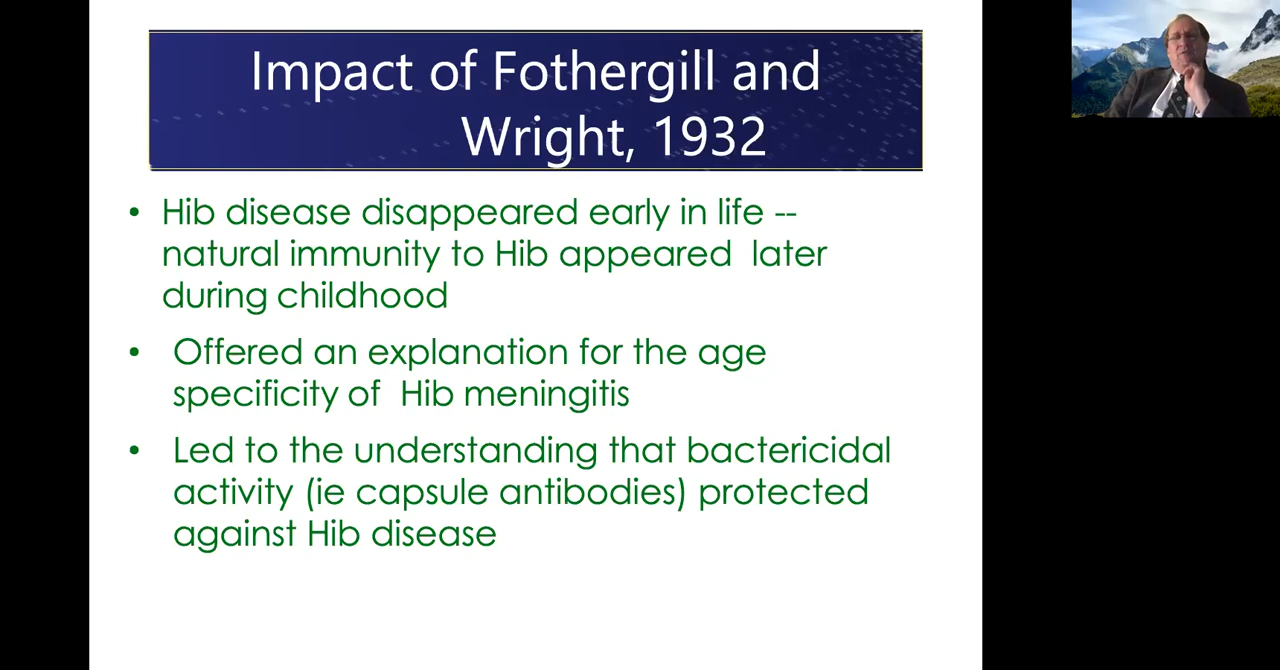 Impact of Fothergill and
Wright, 1932
• Hib disease disappeared early in life --
natural immunity to Hib appeared  later
during childhood
• Offered an explanation for the age
specificity of  Hib meningitis
• Led to the understanding that bactericidal
activity (ie capsule antibodies) protected
against Hib disease